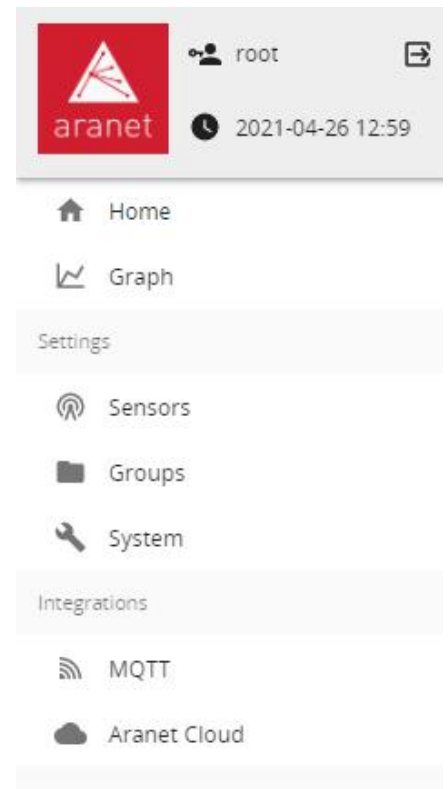 root
aranet
2021-04-26 12:59
Home
Graph
Settings
Sensors
Groups
System
Integrations
MQTT
Aranet Cloud